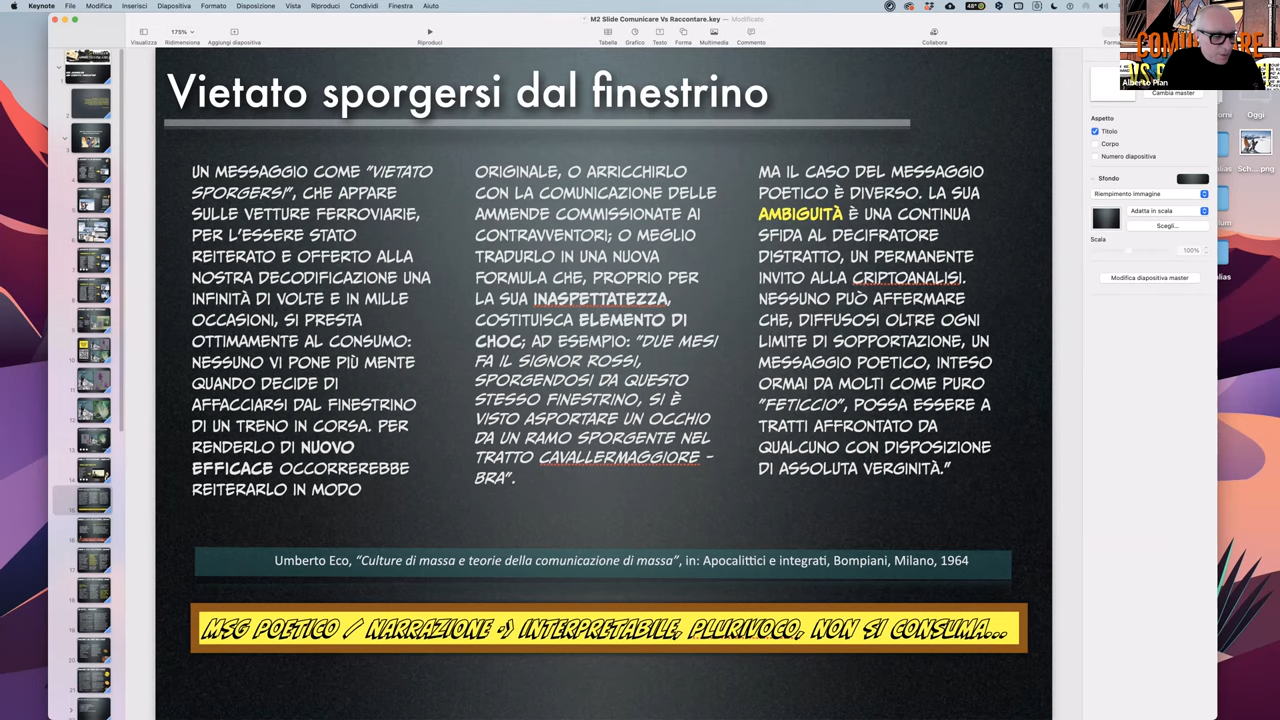 Keynote File Modifica Inserisci Diapositiva Formato Disposizione Vista Riproduci Condividi Finestra Aiuto
48°
M2 Slide Comunicare Vs Raccontare.key — Modificato
175%
Visualizza Ridimensiona Aggiungi diapositiva Riproduci Tabella Grafico Testo Forma Multimedia Commento Collabora
Alberto Pian
Cambia master
Aspetto
Titolo
Corpo
Numero diapositiva
Sfondo
Riempimento immagine
Adatta in scala
Scegli...
Scala
100%
Modifica diapositiva master
Oggi
Sch....png
Vietato sporgersi dal finestrino
UN MESSAGGIO COME "VIETATO
SPORGERSI", CHE APPARE
SULLE VETTURE FERROVIARIE,
PER L'ESSERE STATO
REITERATO E OFFERTO ALLA
NOSTRA DECODIFICAZIONE UNA
INFINITÀ DI VOLTE E IN MILLE
OCCASIONI, SI PRESTA
OTTIMAMENTE AL CONSUMO:
NESSUNO VI PONE PIÙ MENTE
QUANDO DECIDE DI
AFFACCIARSI DAL FINESTRINO
DI UN TRENO IN CORSA. PER
RENDERLO DI NUOVO
EFFICACE OCCORREREBBE
REITERARLO IN MODO
ORIGINALE, O ARRICCHIRLO
CON LA COMUNICAZIONE DELLE
AMMENDE COMMISSIONATE AI
CONTRAVVENTORI; O MEGLIO
RIDURLO IN UNA NUOVA
FORMULA CHE, PROPRIO PER
LA SUA INASPETTATEZZA,
COSTITUISCA ELEMENTO DI
CHOC; AD ESEMPIO: "DUE MESI
FA IL SIGNOR ROSSI,
SPORGENDOSI DA QUESTO
STESSO FINESTRINO, SI È
VISTO ASPORTARE UN OCCHIO
DA UN RAMO SPORGENTE NEL
TRATTO CAVALLERMAGGIORE -
BRA".
MA IL CASO DEL MESSAGGIO
POETICO È DIVERSO. LA SUA
AMBIGUITÀ È UNA CONTINUA
SFIDA AL DECIFRATORE
DISTRATTO, UN PERMANENTE
INVITO ALLA CRIPTOANALISI.
NESSUNO PUÒ AFFERMARE
CHE, DIFFUSOSI OLTRE OGNI
LIMITE DI SOPPORTAZIONE, UN
MESSAGGIO POETICO, INTESO
ORMAI DA MOLTI COME PURO
"FETICCIO", POSSA ESSERE A
TRATTI AFFRONTATO DA
QUALCUNO CON DISPOSIZIONE
DI ASSOLUTA VERGINITÀ."
Umberto Eco, "Culture di massa e teorie della comunicazione di massa", in: Apocalittici e integrati, Bompiani, Milano, 1964
MSG POETICO / NARRAZIONE -> INTERPRETABILE, PLURIVOCO, NON SI CONSUMA...